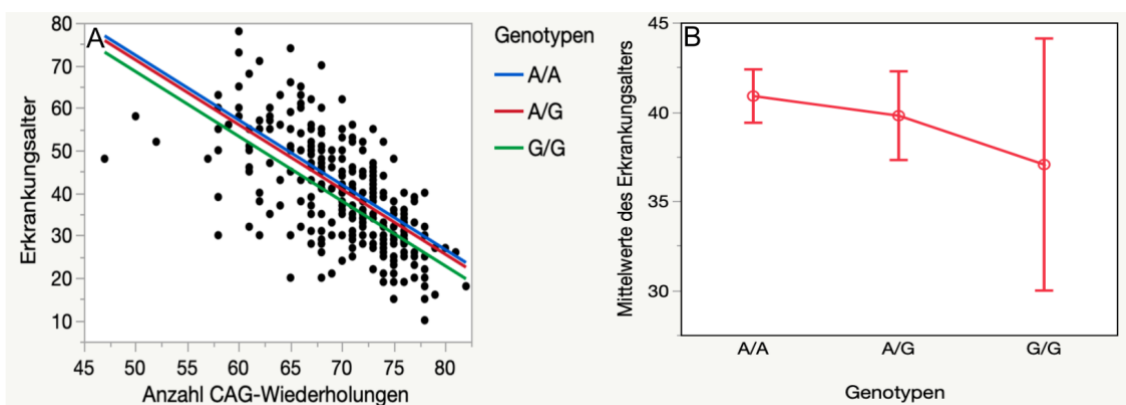 A
Erkrankungsalter
80
70
60
50
40
30
20
10
45
50
55
60
65
70
75
80
Anzahl CAG-Wiederholungen
Genotypen
A/A
A/G
G/G
B
Mittelwerte des Erkrankungsalters
45
40
35
30
A/A
A/G
G/G
Genotypen